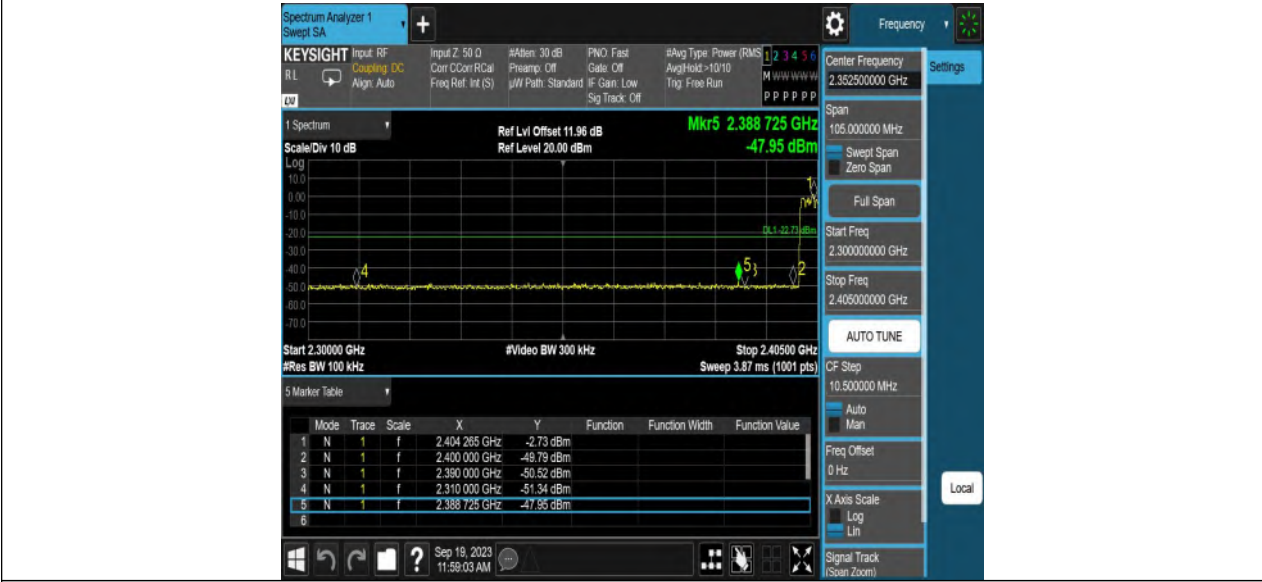 Spectrum Analyzer 1
Swept SA
+
Frequency
KEYSIGHT Input: RF Input Z: 50 Ω #Atten: 30 dB PNO: Fast #Avg Type: Power (RMS 1 2 3 4 5 6
RL Coupling: DC Corr CCorr RCal Preamp: Off Gate: Off Avg|Hold:>10/10 M W W W W W
Align: Auto Freq Ref: Int (S) µW Path: Standard IF Gain: Low Trig: Free Run
Sig Track: Off P P P P P P
LXI
1 Spectrum
Ref Lvl Offset 11.96 dB
Mkr5 2.388 725 GHz
Scale/Div 10 dB
Ref Level 20.00 dBm
-47.95 dBm
Log
10.0
0.00
-10.0
-20.0
-30.0
-40.0
-50.0
-60.0
-70.0
1
DL1 -22.73 dBm
4
5
3
2
Start 2.30000 GHz #Video BW 300 kHz Stop 2.40500 GHz
#Res BW 100 kHz Sweep 3.87 ms (1001 pts)
5 Marker Table
Mode Trace Scale X Y Function Function Width Function Value
1 N 1 f 2.404 265 GHz -2.73 dBm
2 N 1 f 2.400 000 GHz -49.79 dBm
3 N 1 f 2.390 000 GHz -50.52 dBm
4 N 1 f 2.310 000 GHz -51.34 dBm
5 N 1 f 2.388 725 GHz -47.95 dBm
6
?
Sep 19, 2023
11:59:03 AM
Center Frequency
2.352500000 GHz
Settings
Span
105.000000 MHz
Swept Span
Zero Span
Full Span
Start Freq
2.300000000 GHz
Stop Freq
2.405000000 GHz
AUTO TUNE
CF Step
10.500000 MHz
Auto
Man
Freq Offset
0 Hz
X Axis Scale
Log
Lin
Local
Signal Track
(Span Zoom)